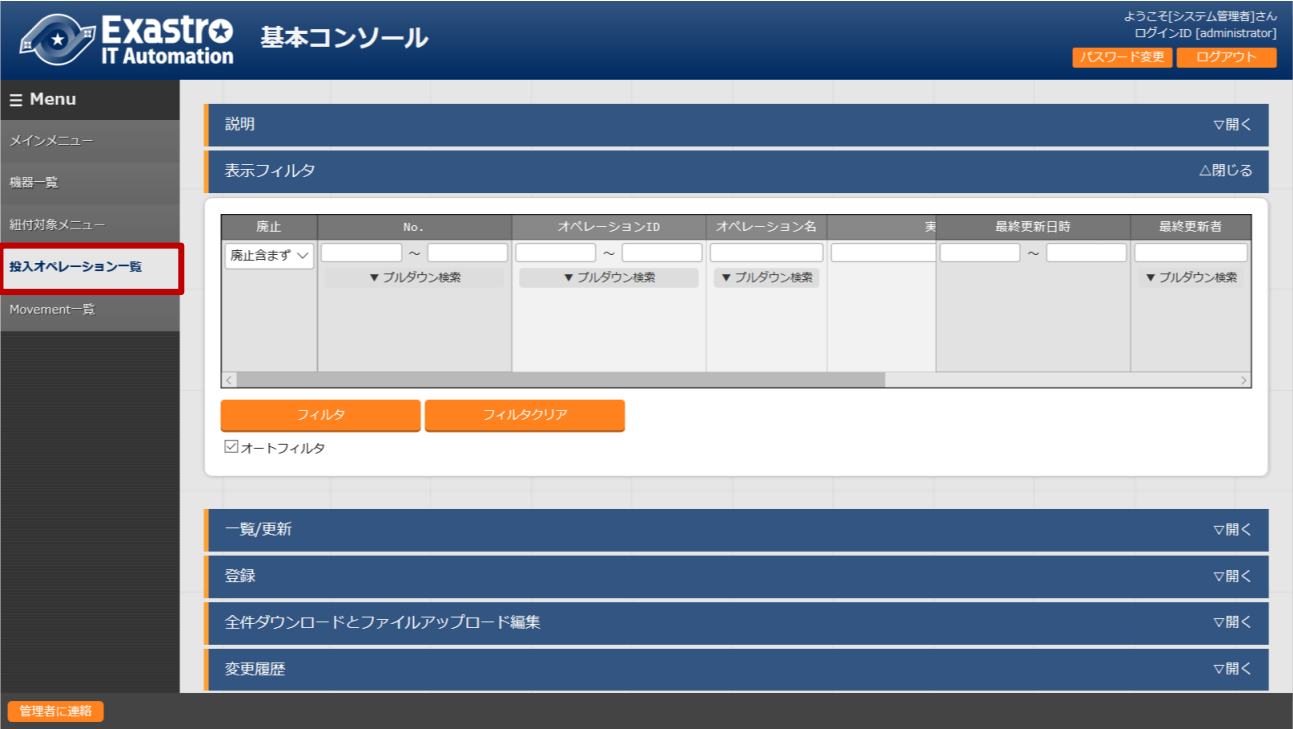 Exastro
IT Automation
基本コンソール
ようこそ[システム管理者]さん
ログインID [administrator]
パスワード変更
ログアウト
☰ Menu
メインメニュー
機器一覧
紐付対象メニュー
投入オペレーション一覧
Movement一覧
説明
▽開く
表示フィルタ
△閉じる
廃止
No.
オペレーションID
オペレーション名
実
最終更新日時
最終更新者
廃止含まず
~
~
~
▼ プルダウン検索
▼ プルダウン検索
▼ プルダウン検索
▼ プルダウン検索
フィルタ
フィルタクリア
オートフィルタ
一覧/更新
▽開く
登録
▽開く
全件ダウンロードとファイルアップロード編集
▽開く
変更履歴
▽開く
管理者に連絡